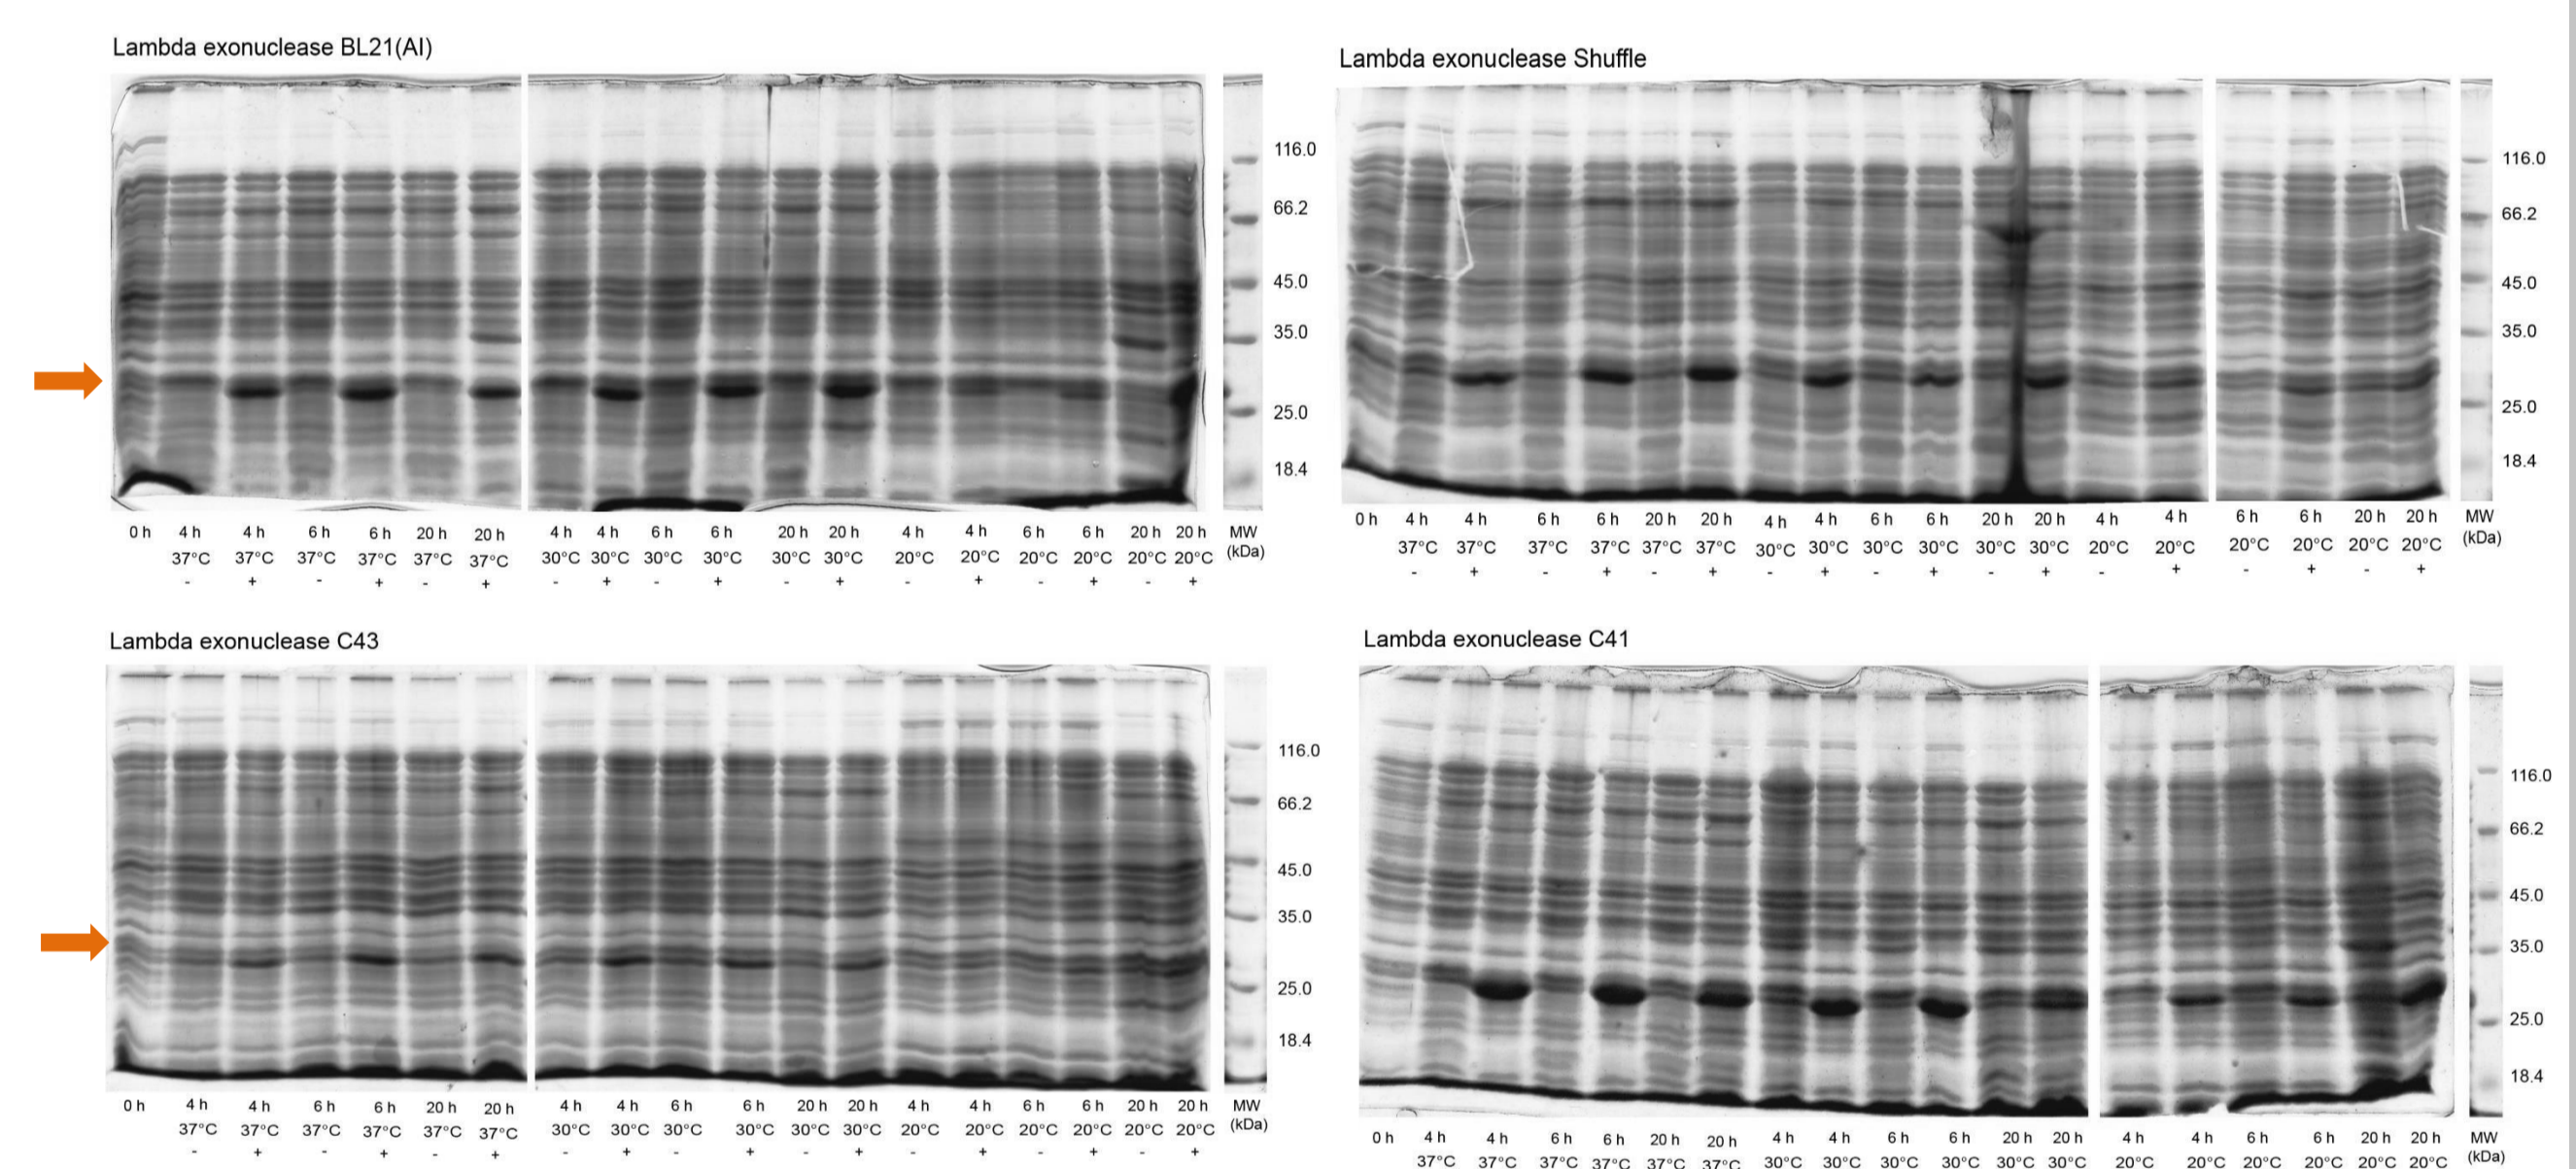 Lambda exonuclease BL21(AI)
116.0
66.2
45.0
35.0
25.0
18.4
0 h 4 h 4 h 6 h 6 h 20 h 20 h 4 h 4 h 6 h 6 h 20 h 20 h 4 h 4 h 6 h 6 h 20 h 20 h MW
37°C 37°C 37°C 37°C 37°C 37°C 30°C 30°C 30°C 30°C 30°C 30°C 20°C 20°C 20°C 20°C 20°C 20°C (kDa)
- + - + - + - + - + - + - + - + - +
Lambda exonuclease Shuffle
116.0
66.2
45.0
35.0
25.0
18.4
0 h 4 h 4 h 6 h 6 h 20 h 20 h 4 h 4 h 6 h 6 h 20 h 20 h 4 h 4 h 6 h 6 h 20 h 20 h MW
37°C 37°C 37°C 37°C 37°C 37°C 30°C 30°C 30°C 30°C 30°C 30°C 20°C 20°C 20°C 20°C 20°C 20°C (kDa)
- + - + - + - + - + - + - + - + - +
Lambda exonuclease C43
116.0
66.2
45.0
35.0
25.0
18.4
0 h 4 h 4 h 6 h 6 h 20 h 20 h 4 h 4 h 6 h 6 h 20 h 20 h 4 h 4 h 6 h 6 h 20 h 20 h MW
37°C 37°C 37°C 37°C 37°C 37°C 30°C 30°C 30°C 30°C 30°C 30°C 20°C 20°C 20°C 20°C 20°C 20°C (kDa)
- + - + - + - + - + - + - + - + - +
Lambda exonuclease C41
116.0
66.2
45.0
35.0
25.0
18.4
0 h 4 h 4 h 6 h 6 h 20 h 20 h 4 h 4 h 6 h 6 h 20 h 20 h 4 h 4 h 6 h 6 h 20 h 20 h MW
37°C 37°C 37°C 37°C 37°C 37°C 30°C 30°C 30°C 30°C 30°C 30°C 20°C 20°C 20°C 20°C 20°C 20°C (kDa)